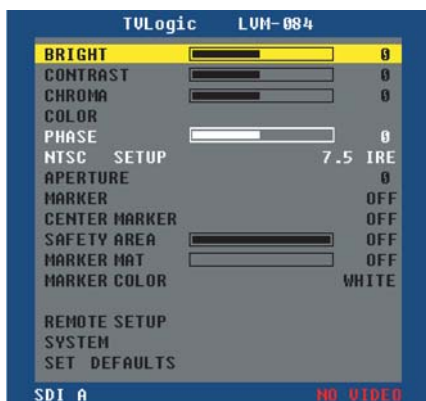 TVLogic LVM-084
BRIGHT 0
CONTRAST 0
CHROMA 0
COLOR
PHASE 0
NTSC SETUP 7.5 IRE
APERTURE 0
MARKER OFF
CENTER MARKER OFF
SAFETY AREA OFF
MARKER MAT OFF
MARKER COLOR WHITE
REMOTE SETUP
SYSTEM
SET DEFAULTS
SDI A NO VIDEO